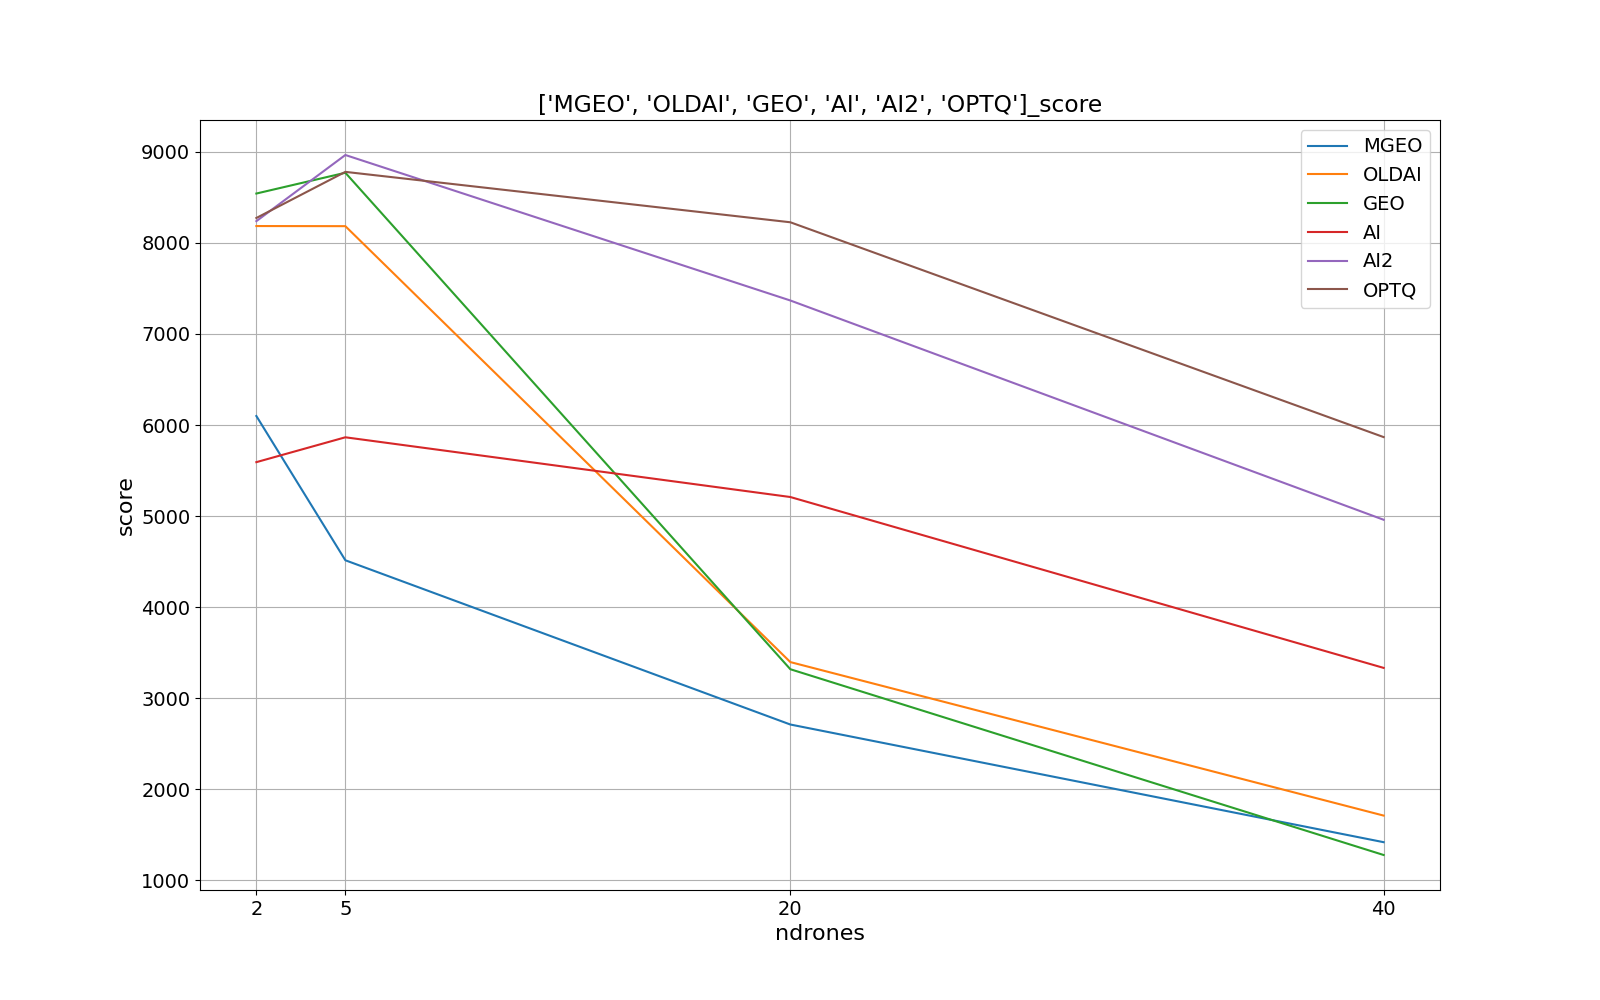 ['MGEO', 'OLDAI', 'GEO', 'AI', 'AI2', 'OPTQ']_score
9000
8000
7000
6000
5000
4000
3000
2000
1000
score
MGEO
OLDAI
GEO
AI
AI2
OPTQ
2 5 20 40
ndrones